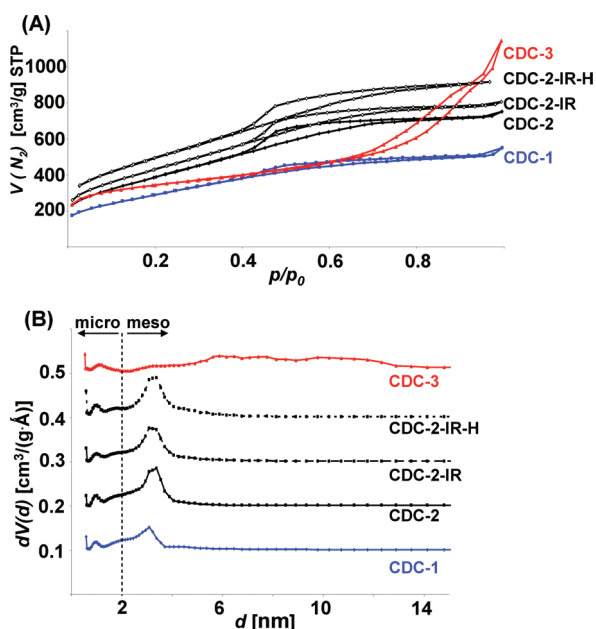 (A)
V (N₂) [cm³/g] STP
1000
800
600
400
200
CDC-3
CDC-2-IR-H
CDC-2-IR
CDC-2
CDC-1
0.2
0.4
0.6
0.8
p/p₀
(B)
micro
meso
dV(d) [cm³/(g·Å)]
0.5
0.4
0.3
0.2
0.1
CDC-3
CDC-2-IR-H
CDC-2-IR
CDC-2
CDC-1
2
6
10
14
d [nm]